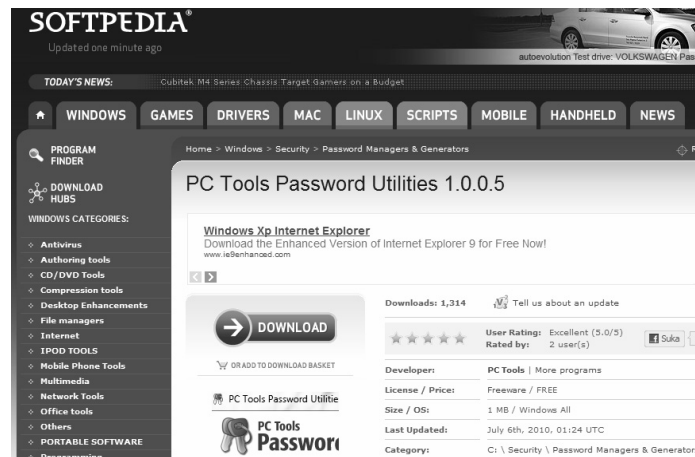 SOFTPEDIA®
Updated one minute ago
autoevolution Test drive: VOLKSWAGEN Pas
TODAY'S NEWS: Cubitek M4 Series Chassis Target Gamers on a Budget
WINDOWS GAMES DRIVERS MAC LINUX SCRIPTS MOBILE HANDHELD NEWS
PROGRAM FINDER
DOWNLOAD HUBS
WINDOWS CATEGORIES:
Antivirus
Authoring tools
CD/DVD Tools
Compression tools
Desktop Enhancements
File managers
Internet
IPOD TOOLS
Mobile Phone Tools
Multimedia
Network Tools
Office tools
Others
PORTABLE SOFTWARE
Programming
Home > Windows > Security > Password Managers & Generators
PC Tools Password Utilities 1.0.0.5
Windows Xp Internet Explorer
Download the Enhanced Version of Internet Explorer 9 for Free Now!
www.ie9enhanced.com
DOWNLOAD
OR ADD TO DOWNLOAD BASKET
PC Tools Password Utilitie
PC Tools
Passwor
Downloads: 1,314 Tell us about an update
User Rating: Excellent (5.0/5)
Rated by: 2 user(s)
Suka
Developer: PC Tools | More programs
License / Price: Freeware / FREE
Size / OS: 1 MB / Windows All
Last Updated: July 6th, 2010, 01:24 UTC
Category: C: \ Security \ Password Managers & Generator